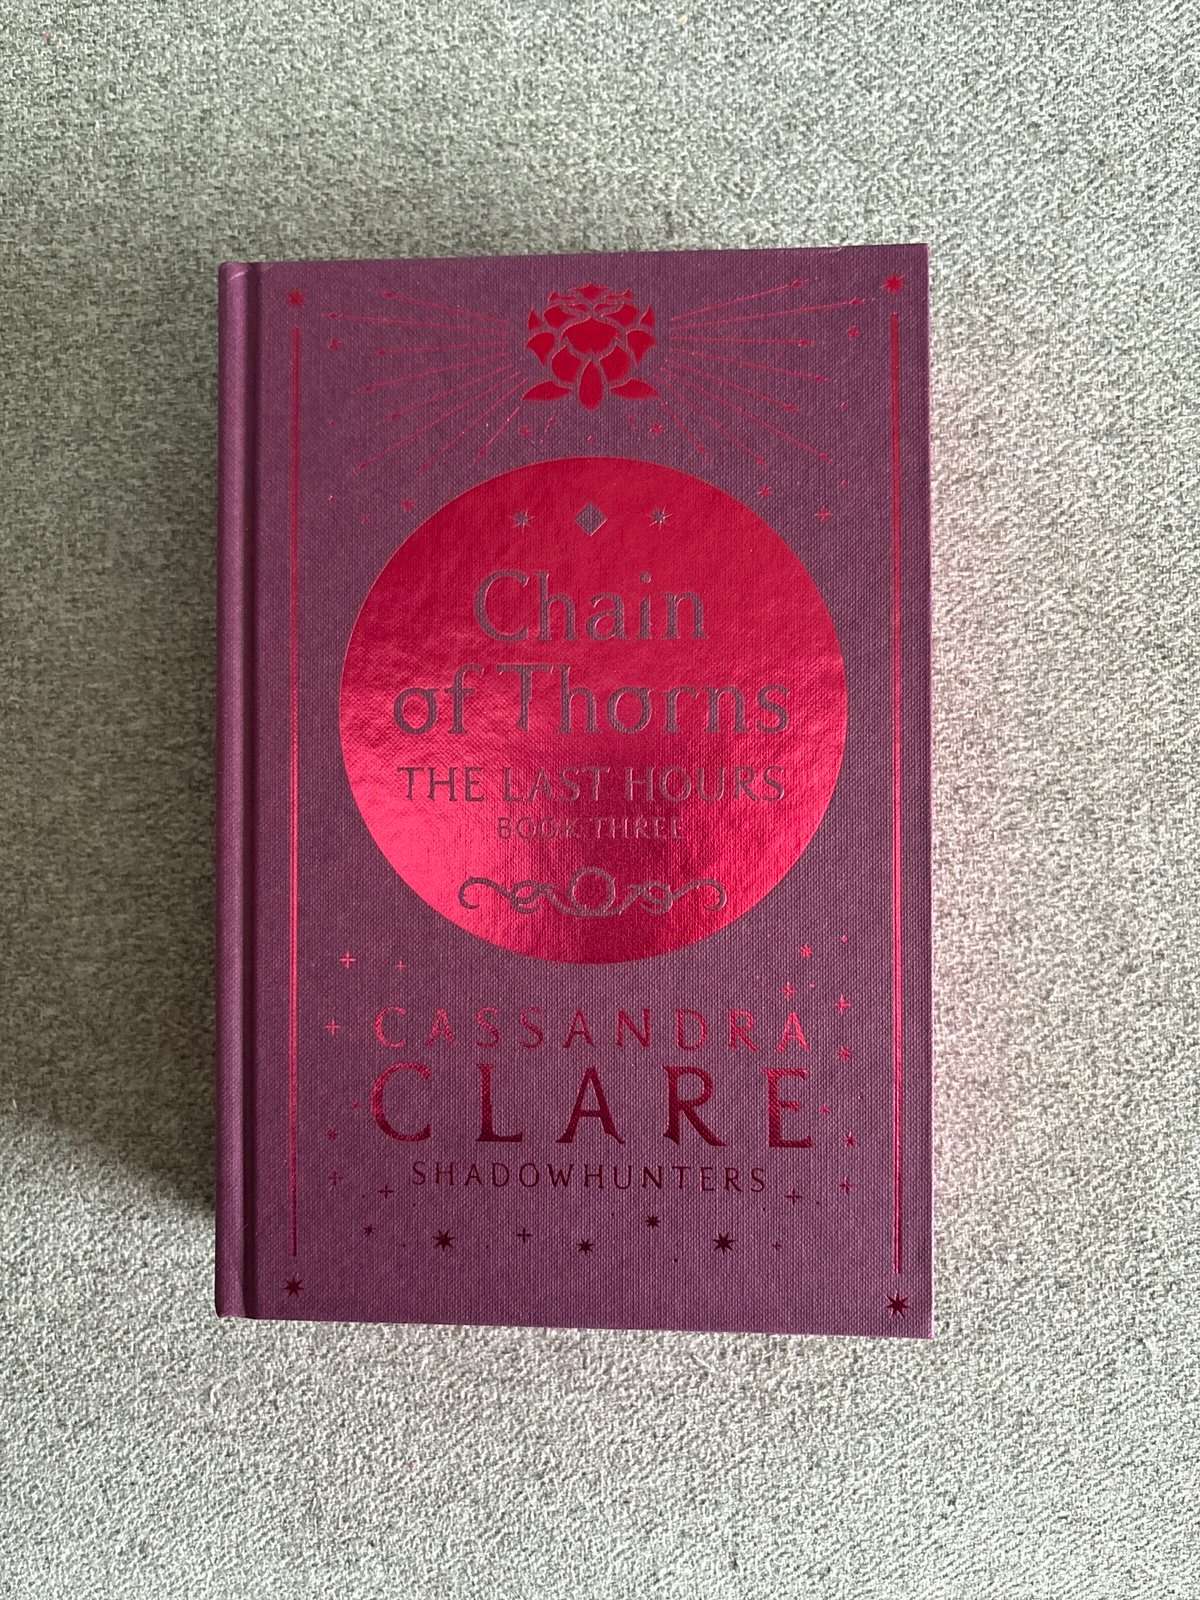 Chain
of Thorns
THE LAST HOURS
BOOK THREE
CASSANDRA
CLARE
SHADOWHUNTERS